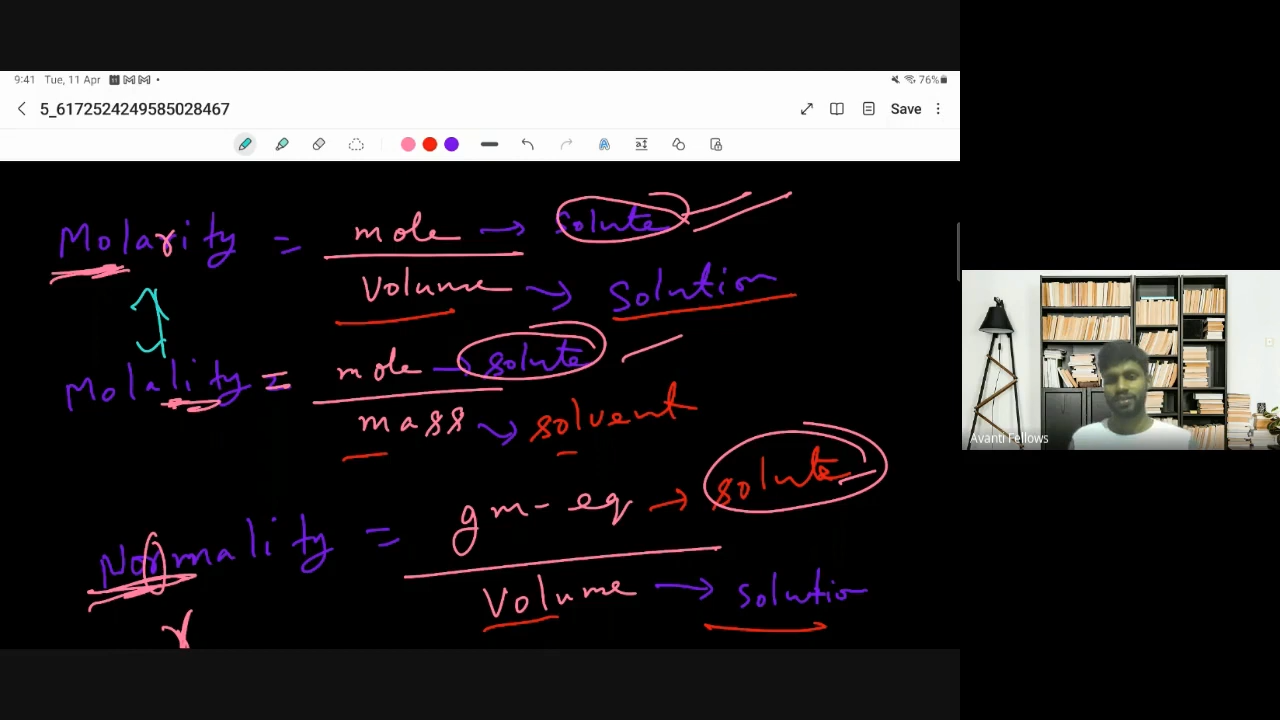 9:41 Tue, 11 Apr 31 76%
5_6172524249585028467 Save
Molarity = mole → solute
Volume → Solution
Molality = mole → solute
mass → solvent
Avanti Fellows
Normality = gm-eq → solute
Volume → solution
r